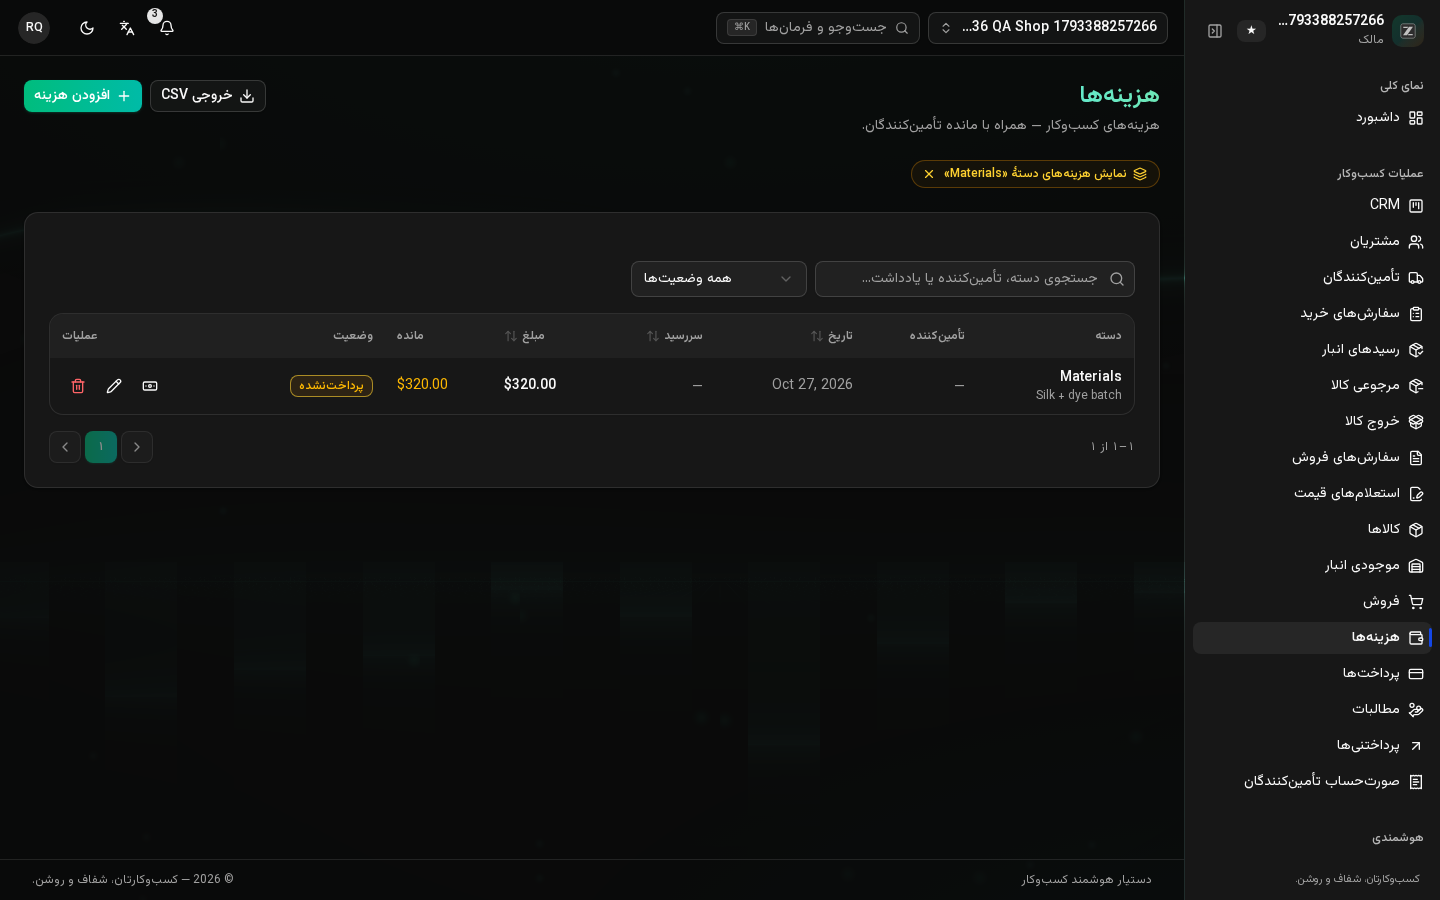 …793388257266
مالک
★
نمای کلی
داشبورد
عملیات کسب‌وکار
CRM
مشتریان
تأمین‌کنندگان
سفارش‌های خرید
رسیدهای انبار
مرجوعی کالا
خروج کالا
سفارش‌های فروش
استعلام‌های قیمت
کالاها
موجودی انبار
فروش
هزینه‌ها
پرداخت‌ها
مطالبات
پرداختنی‌ها
صورت‌حساب تأمین‌کنندگان
هوشمندی
کسب‌وکارتان، شفاف و روشن.
…36 QA Shop 1793388257266
جست‌وجو و فرمان‌ها
⌘K
3
RQ
هزینه‌ها
هزینه‌های کسب‌وکار — همراه با مانده تأمین‌کنندگان.
خروجی CSV
افزودن هزینه
نمایش هزینه‌های دستهٔ «Materials»
جستجوی دسته، تأمین‌کننده یا یادداشت...
همه وضعیت‌ها
دسته تأمین‌کننده تاریخ سررسید مبلغ مانده وضعیت عملیات
Materials — Oct 27, 2026 — $320.00 $320.00 پرداخت‌نشده
Silk + dye batch
۱–۱ از ۱
۱
دستیار هوشمند کسب‌وکار
© 2026 — کسب‌وکارتان، شفاف و روشن.